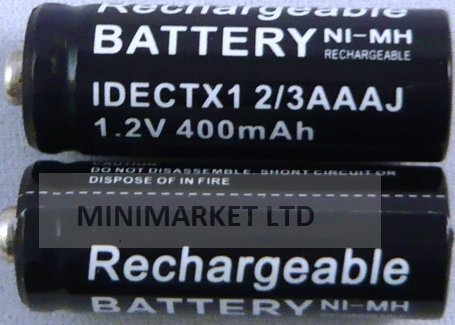 Rechargeable
BATTERY NI-MH
RECHARGEABLE
IDECTX1 2/3AAAJ
1.2V 400mAh
CAUTION
DO NOT DISASSEMBLE, SHORT CIRCUIT OR
DISPOSE OF IN FIRE
MINIMARKET LTD
Rechargeable
BATTERY NI-MH